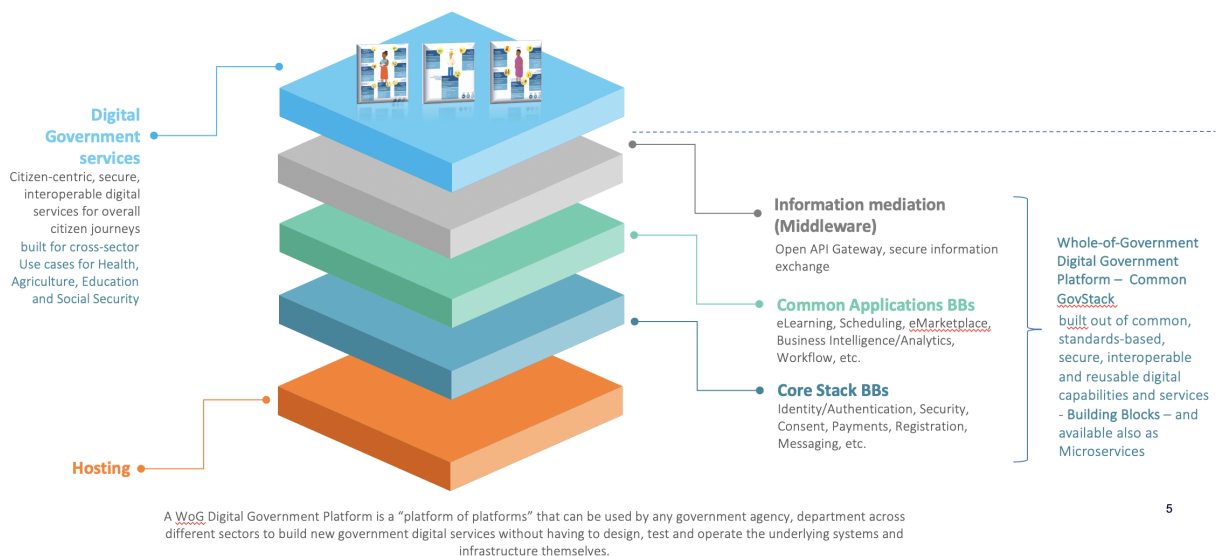 Digital
Government
services
Citizen-centric, secure,
interoperable digital
services for overall
citizen journeys
built for cross-sector
Use cases for Health,
Agriculture, Education
and Social Security
Hosting
Information mediation
(Middleware)
Open API Gateway, secure information
exchange
Common Applications BBs
eLearning, Scheduling, eMarketplace,
Business Intelligence/Analytics,
Workflow, etc.
Core Stack BBs
Identity/Authentication, Security,
Consent, Payments, Registration,
Messaging, etc.
Whole-of-Government
Digital Government
Platform – Common
GovStack
built out of common,
standards-based,
secure, interoperable
and reusable digital
capabilities and services
- Building Blocks – and
available also as
Microservices
A WoG Digital Government Platform is a “platform of platforms” that can be used by any government agency, department across
different sectors to build new government digital services without having to design, test and operate the underlying systems and
infrastructure themselves.
5